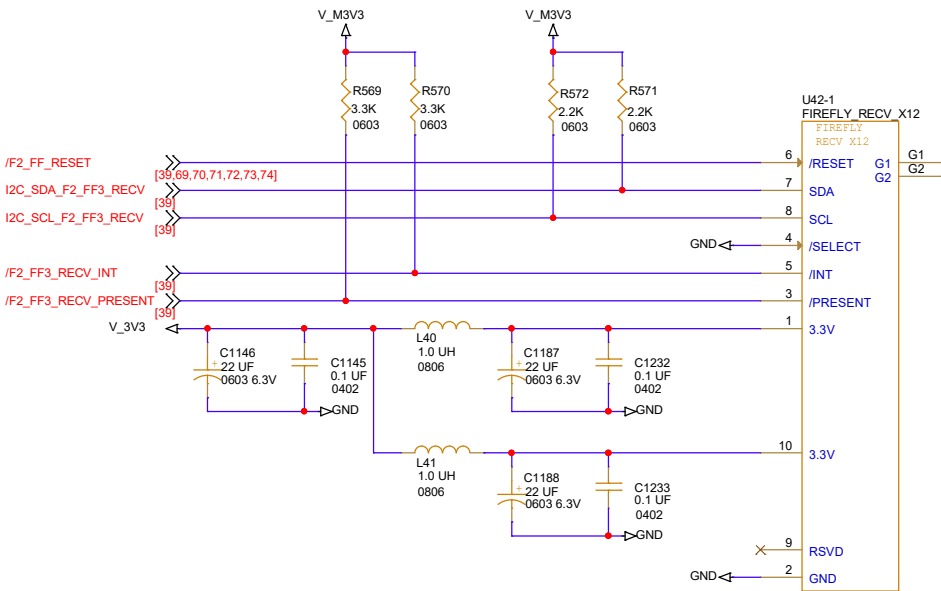 V_M3V3
V_M3V3
R569
3.3K
0603
R570
3.3K
0603
R572
2.2K
0603
R571
2.2K
0603
U42-1
FIREFLY_RECV_X12
FIREFLY
RECV X12
/F2_FF_RESET
[39,69,70,71,72,73,74]
6
/RESET
G1
G1
G2
G2
I2C_SDA_F2_FF3_RECV
[39]
7
SDA
I2C_SCL_F2_FF3_RECV
[39]
8
SCL
GND
4
/SELECT
/F2_FF3_RECV_INT
[39]
5
/INT
/F2_FF3_RECV_PRESENT
[39]
3
/PRESENT
V_3V3
1
3.3V
L40
1.0 UH
0806
C1146
22 UF
0603 6.3V
C1145
0.1 UF
0402
GND
C1187
22 UF
0603 6.3V
C1232
0.1 UF
0402
GND
10
3.3V
L41
1.0 UH
0806
C1188
22 UF
0603 6.3V
C1233
0.1 UF
0402
GND
9
RSVD
GND
2
GND